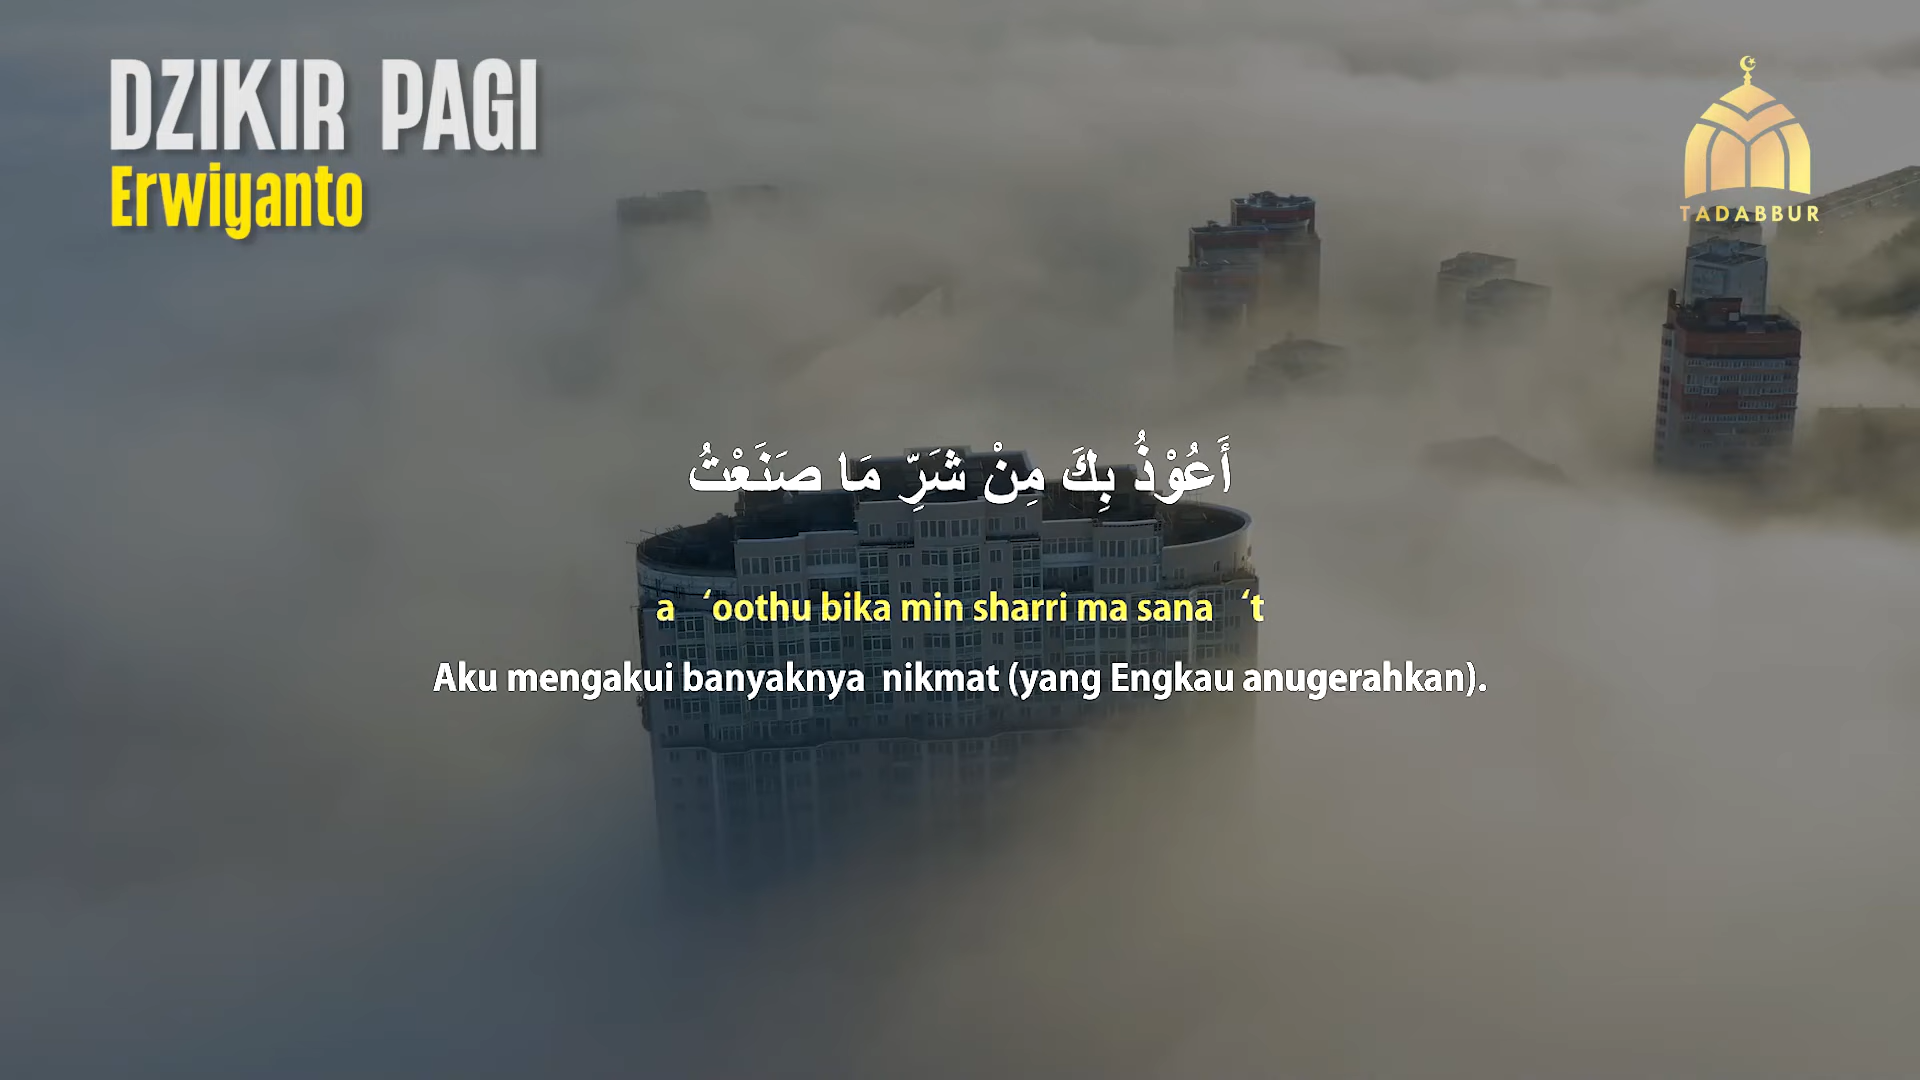 DZIKIR PAGI
Erwiyanto
TADABBUR
أَعُوْذُ بِكَ مِنْ شَرِّ مَا صَنَعْتُ
a ‘oothu bika min sharri ma sana ‘t
Aku mengakui banyaknya nikmat (yang Engkau anugerahkan).